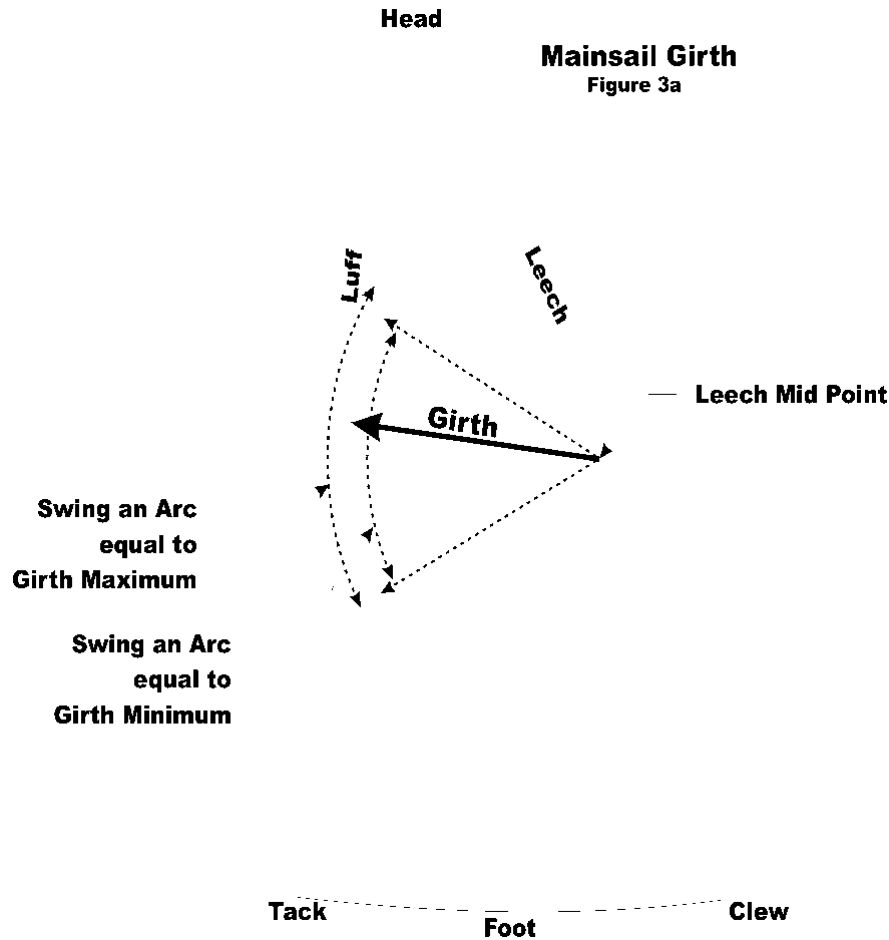 Head
Mainsail Girth
Figure 3a
Luff
Leech
Leech Mid Point
Girth
Swing an Arc
equal to
Girth Maximum
Swing an Arc
equal to
Girth Minimum
Tack
Foot
Clew